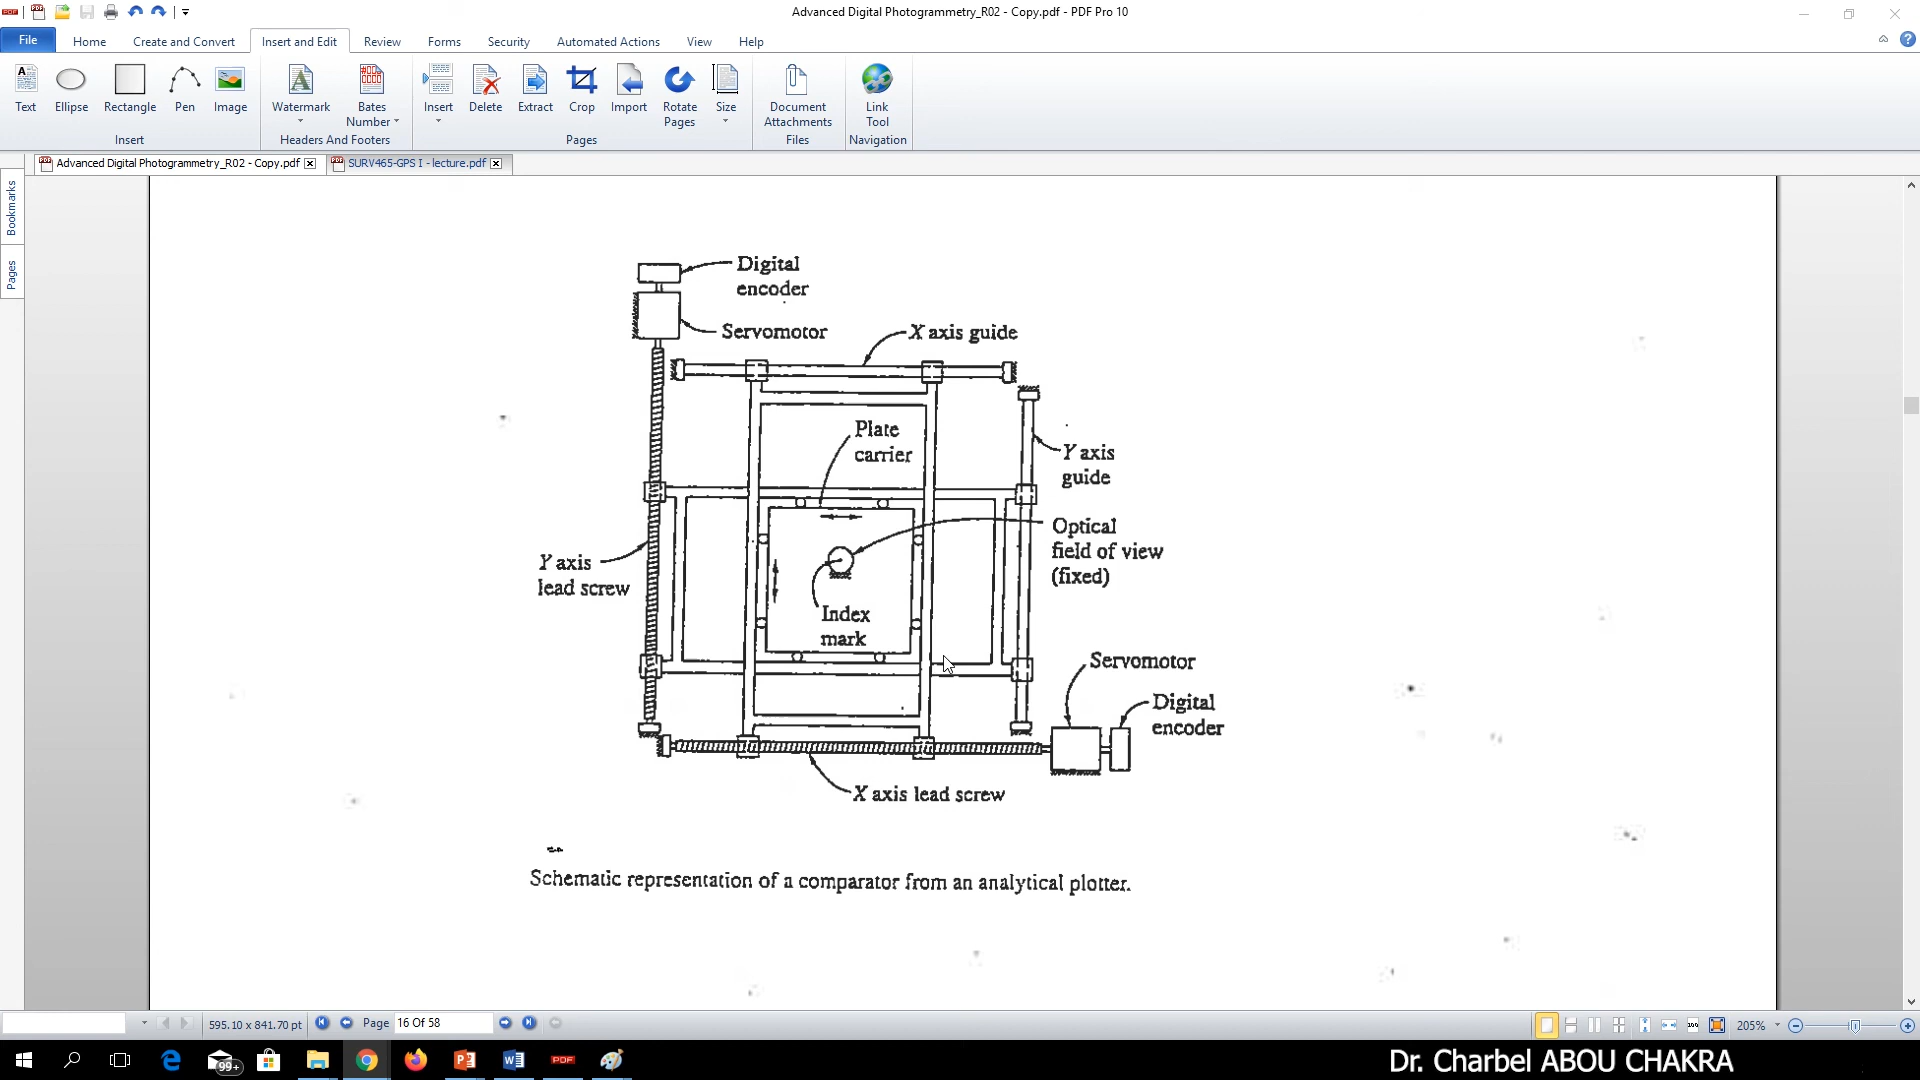 Advanced Digital Photogrammetry_R02 - Copy.pdf - PDF Pro 10
File
Home
Create and Convert
Insert and Edit
Review
Forms
Security
Automated Actions
View
Help
Text
Ellipse
Rectangle
Pen
Image
Watermark
Bates
Number
Insert
Delete
Extract
Crop
Import
Rotate
Pages
Size
Document
Attachments
Link
Tool
Insert
Headers And Footers
Pages
Files
Navigation
Advanced Digital Photogrammetry_R02 - Copy.pdf
SURV465-GPS I - lecture.pdf
Bookmarks
Pages
Digital
encoder
Servomotor
X axis guide
Plate
carrier
Y axis
guide
Optical
field of view
(fixed)
Y axis
lead screw
Index
mark
Servomotor
Digital
encoder
X axis lead screw
Schematic representation of a comparator from an analytical plotter.
595.10 x 841.70 pt
Page
16 Of 58
205%
99+
PDF
Dr. Charbel ABOU CHAKRA